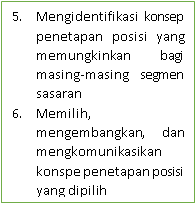 5. Mengidentifikasi konsep
penetapan posisi yang
memungkinkan bagi
masing-masing segmen
sasaran
6. Memilih,
mengembangkan, dan
mengkomunikasikan
konspe penetapan posisi
yang dipilih